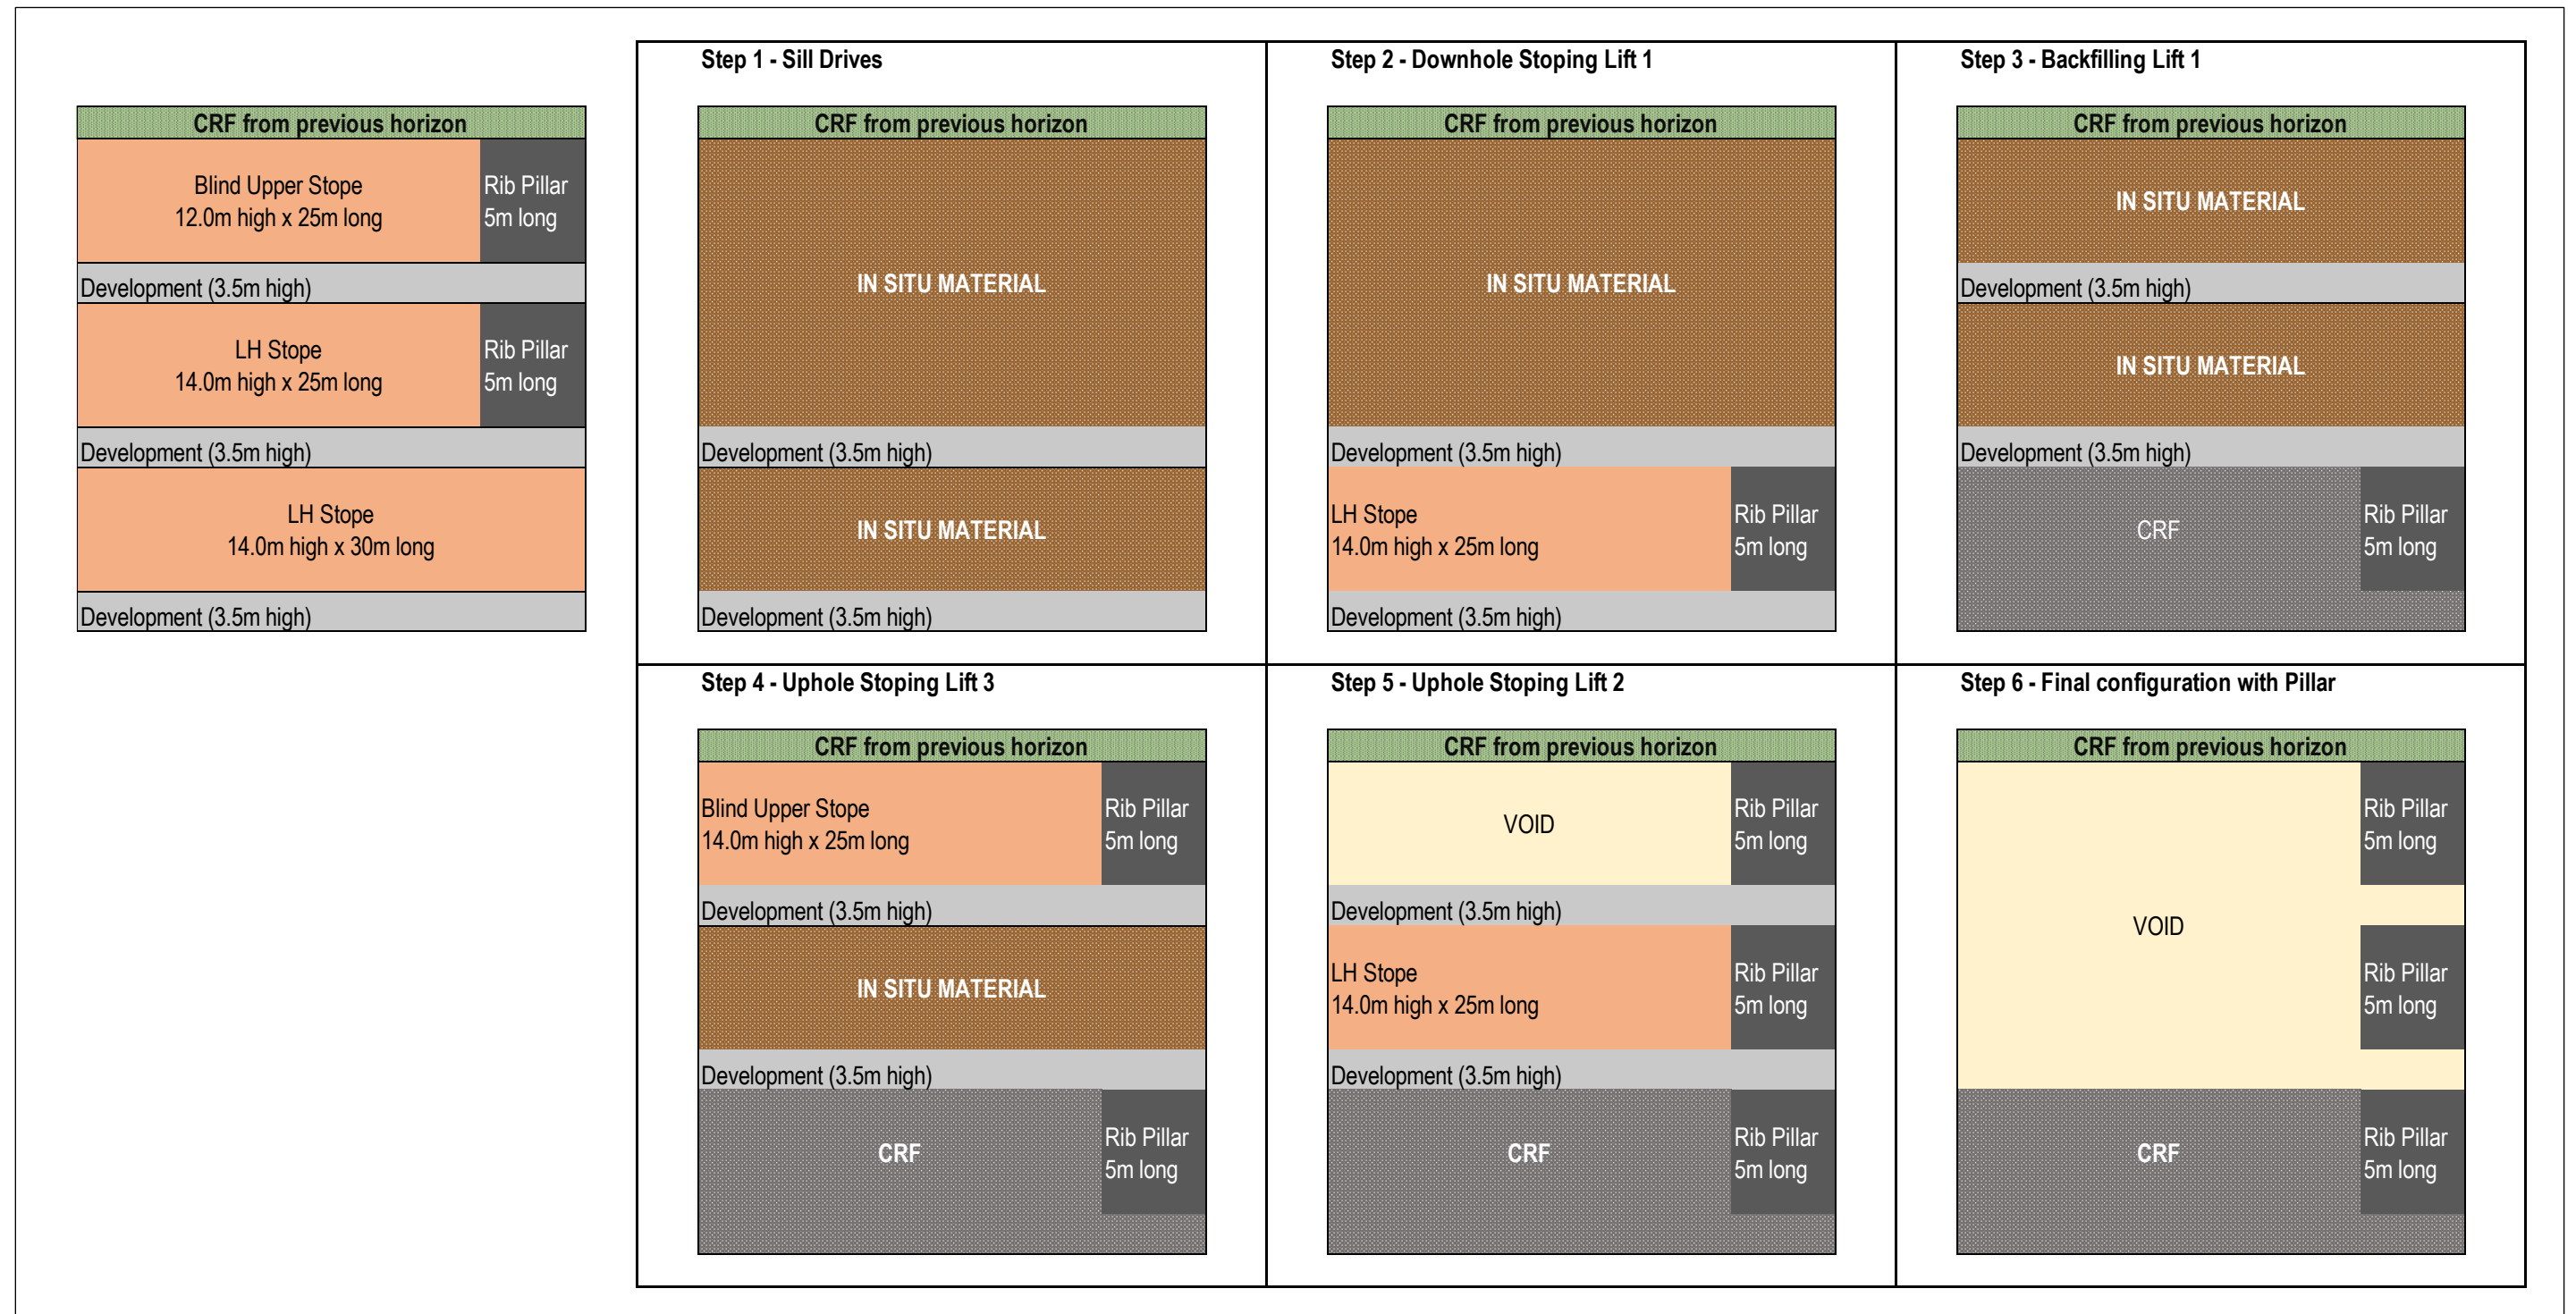 CRF from previous horizon
Blind Upper Stope
12.0m high x 25m long
Rib Pillar
5m long
Development (3.5m high)
LH Stope
14.0m high x 25m long
Rib Pillar
5m long
Development (3.5m high)
LH Stope
14.0m high x 30m long
Development (3.5m high)
Step 1 - Sill Drives
CRF from previous horizon
IN SITU MATERIAL
Development (3.5m high)
IN SITU MATERIAL
Development (3.5m high)
Step 2 - Downhole Stoping Lift 1
CRF from previous horizon
IN SITU MATERIAL
Development (3.5m high)
LH Stope
14.0m high x 25m long
Rib Pillar
5m long
Development (3.5m high)
Step 3 - Backfilling Lift 1
CRF from previous horizon
IN SITU MATERIAL
Development (3.5m high)
IN SITU MATERIAL
Development (3.5m high)
CRF
Rib Pillar
5m long
Step 4 - Uphole Stoping Lift 3
CRF from previous horizon
Blind Upper Stope
14.0m high x 25m long
Rib Pillar
5m long
Development (3.5m high)
IN SITU MATERIAL
Development (3.5m high)
CRF
Rib Pillar
5m long
Step 5 - Uphole Stoping Lift 2
CRF from previous horizon
VOID
Rib Pillar
5m long
Development (3.5m high)
LH Stope
14.0m high x 25m long
Rib Pillar
5m long
Development (3.5m high)
CRF
Rib Pillar
5m long
Step 6 - Final configuration with Pillar
CRF from previous horizon
Rib Pillar
5m long
VOID
Rib Pillar
5m long
CRF
Rib Pillar
5m long